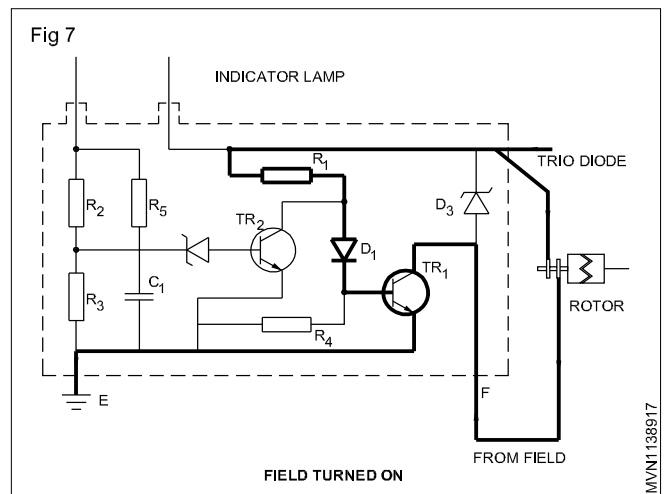 Fig 7
INDICATOR LAMP
TRIO DIODE
R1
R2
R5
TR2
D3
D1
TR1
ROTOR
R3
C1
R4
E
F
FROM FIELD
FIELD TURNED ON
MVN1138917